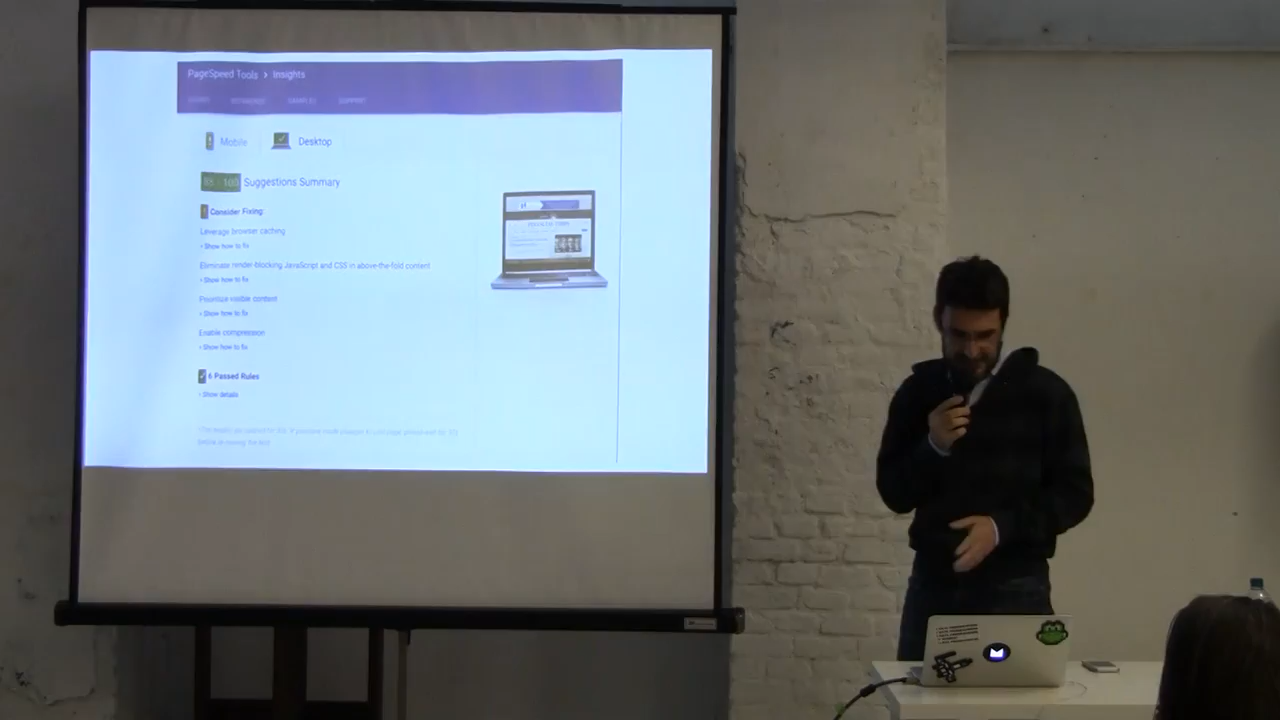 PageSpeed Tools > Insights
SUPPORT
Mobile
Desktop
85 - 100 Suggestions Summary
! Consider Fixing:
Leverage browser caching
› Show how to fix
Eliminate render-blocking JavaScript and CSS in above-the-fold content
› Show how to fix
Prioritize visible content
› Show how to fix
Enable compression
› Show how to fix
6 Passed Rules
› Show details